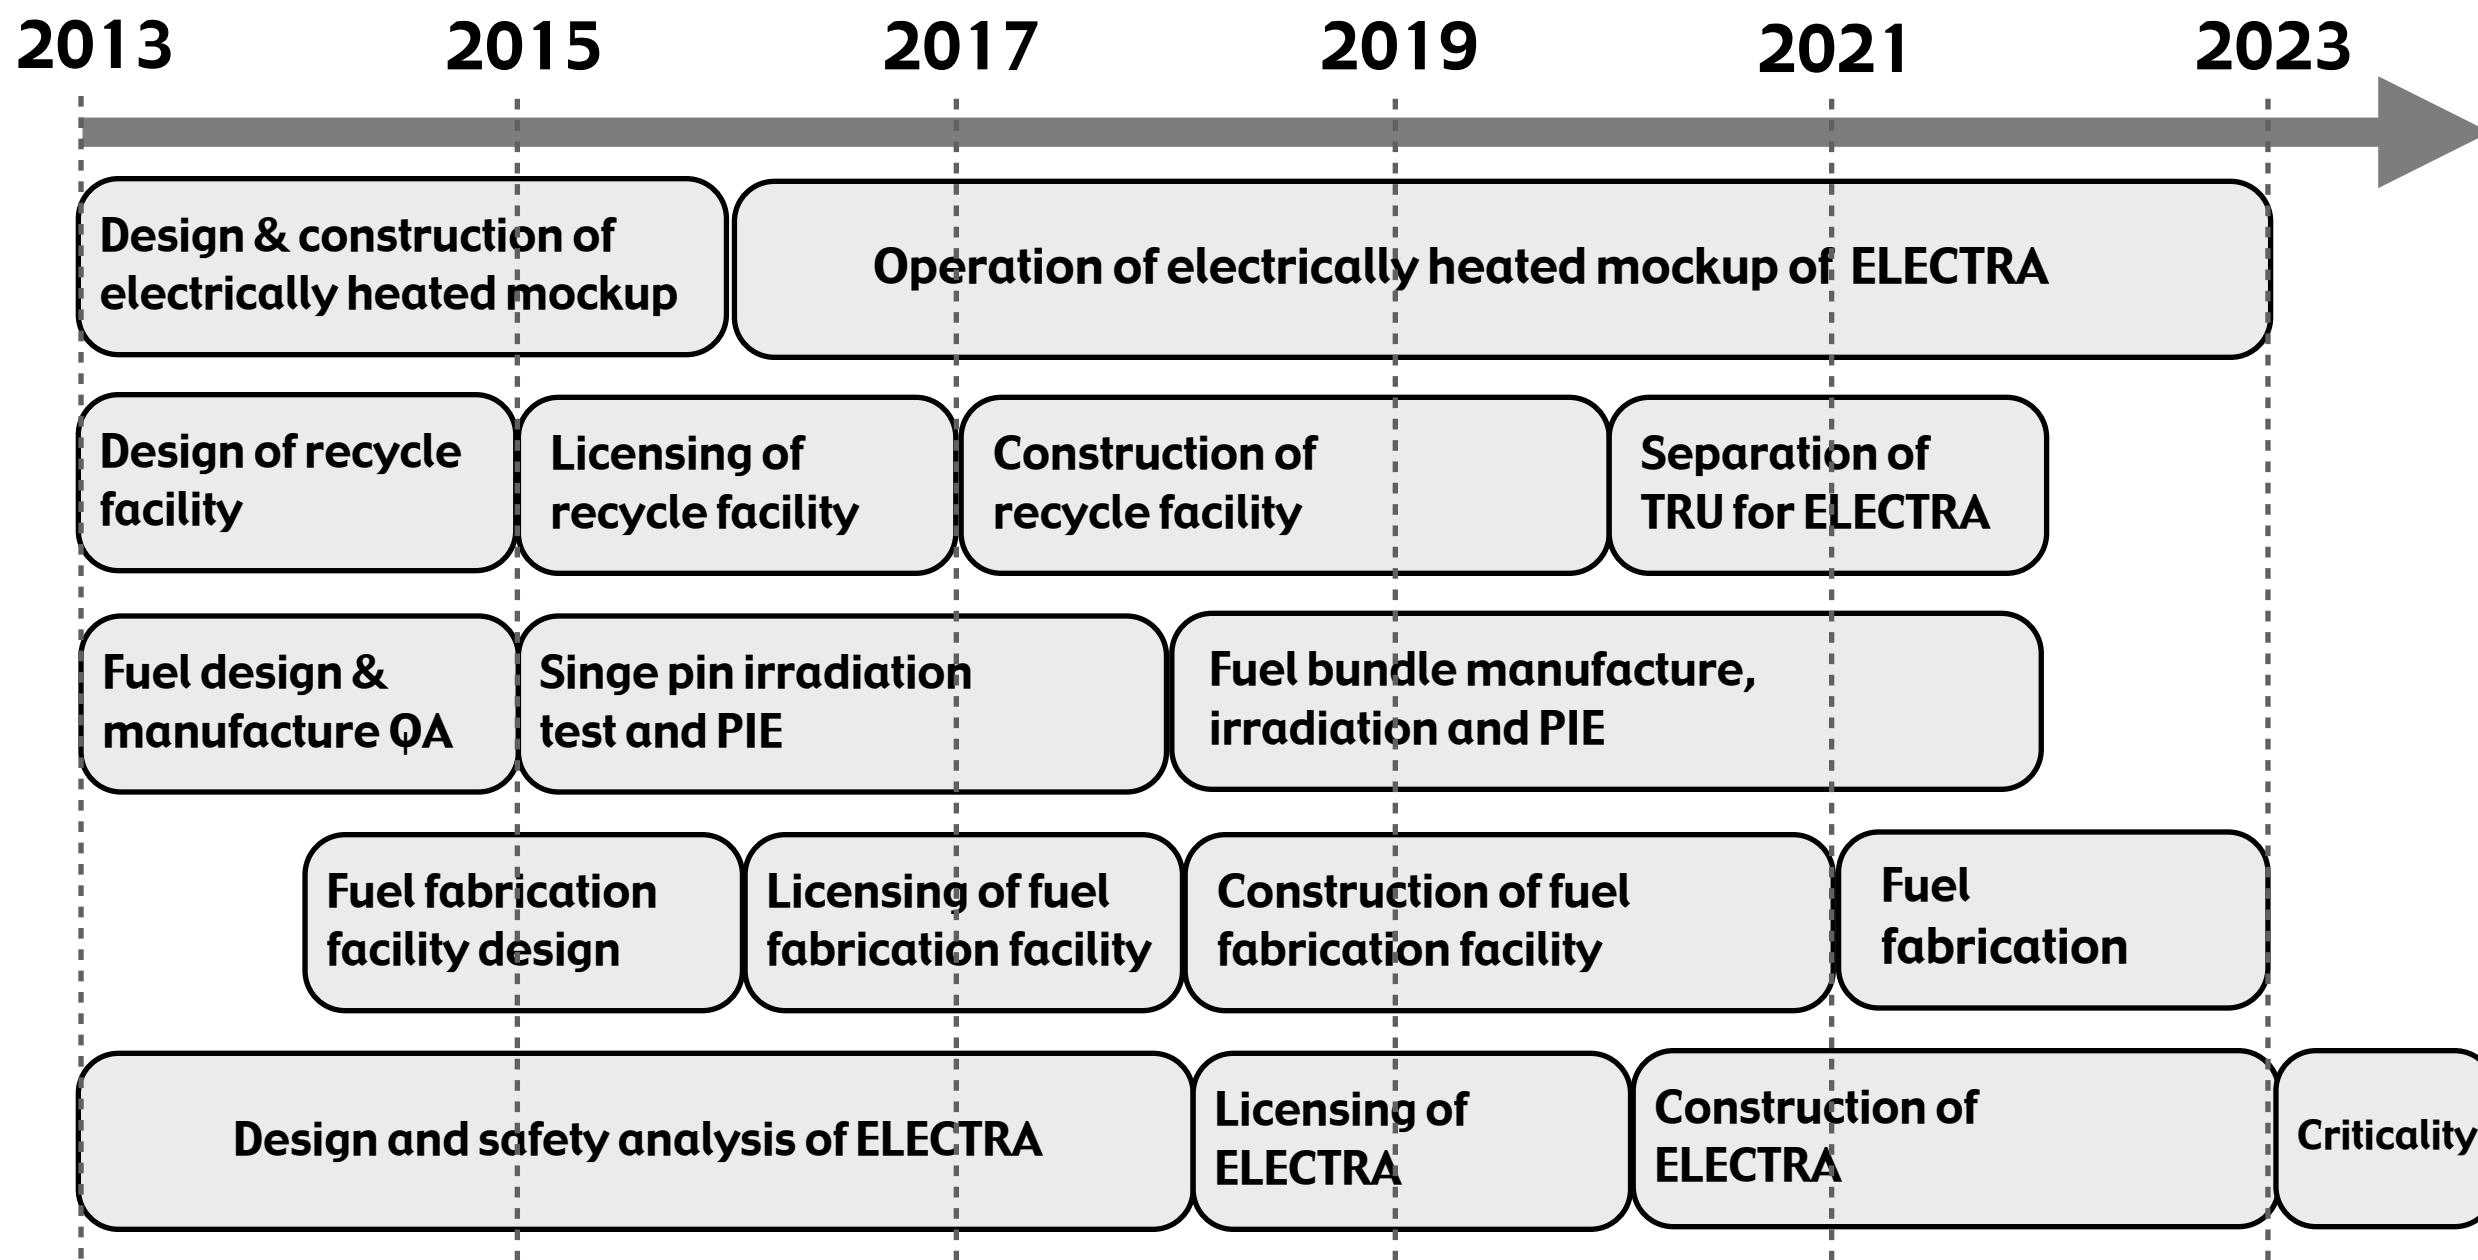 2013 2015 2017 2019 2021 2023
Design & construction of
electrically heated mockup
Operation of electrically heated mockup of ELECTRA
Design of recycle
facility
Licensing of
recycle facility
Construction of
recycle facility
Separation of
TRU for ELECTRA
Fuel design &
manufacture QA
Singe pin irradiation
test and PIE
Fuel bundle manufacture,
irradiation and PIE
Fuel fabrication
facility design
Licensing of fuel
fabrication facility
Construction of fuel
fabrication facility
Fuel
fabrication
Design and safety analysis of ELECTRA
Licensing of
ELECTRA
Construction of
ELECTRA
Criticality